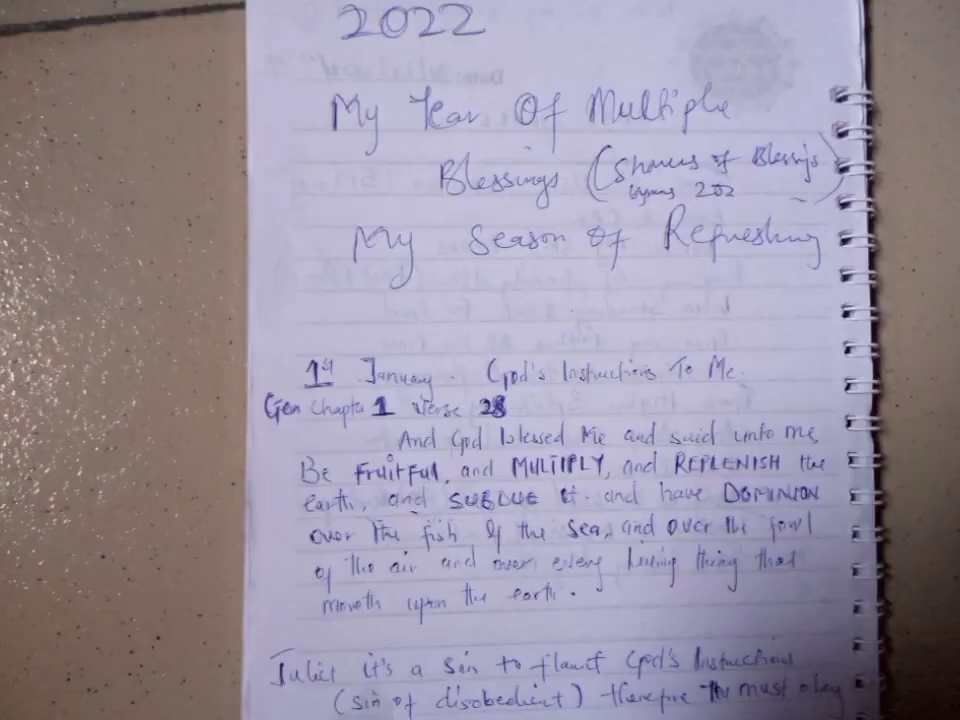 2022
My Year Of Multiple
Blessings (Showers of Blessings
Hymns 202)
My Season Of Refreshing
1st January. God's Instructions To Me.
Gen Chapter 1 Verse 28
And God blessed Me and said unto me,
Be FRUITFUL, and MULTIPLY, and REPLENISH the
earth, and SUBDUE it. and have DOMINION
over the fish of the sea, and over the fowl
of the air and over every living thing that
moveth upon the earth.
Juliet it's a sin to flaunt God's Instructions
(sin of disobedient) therefore must obey